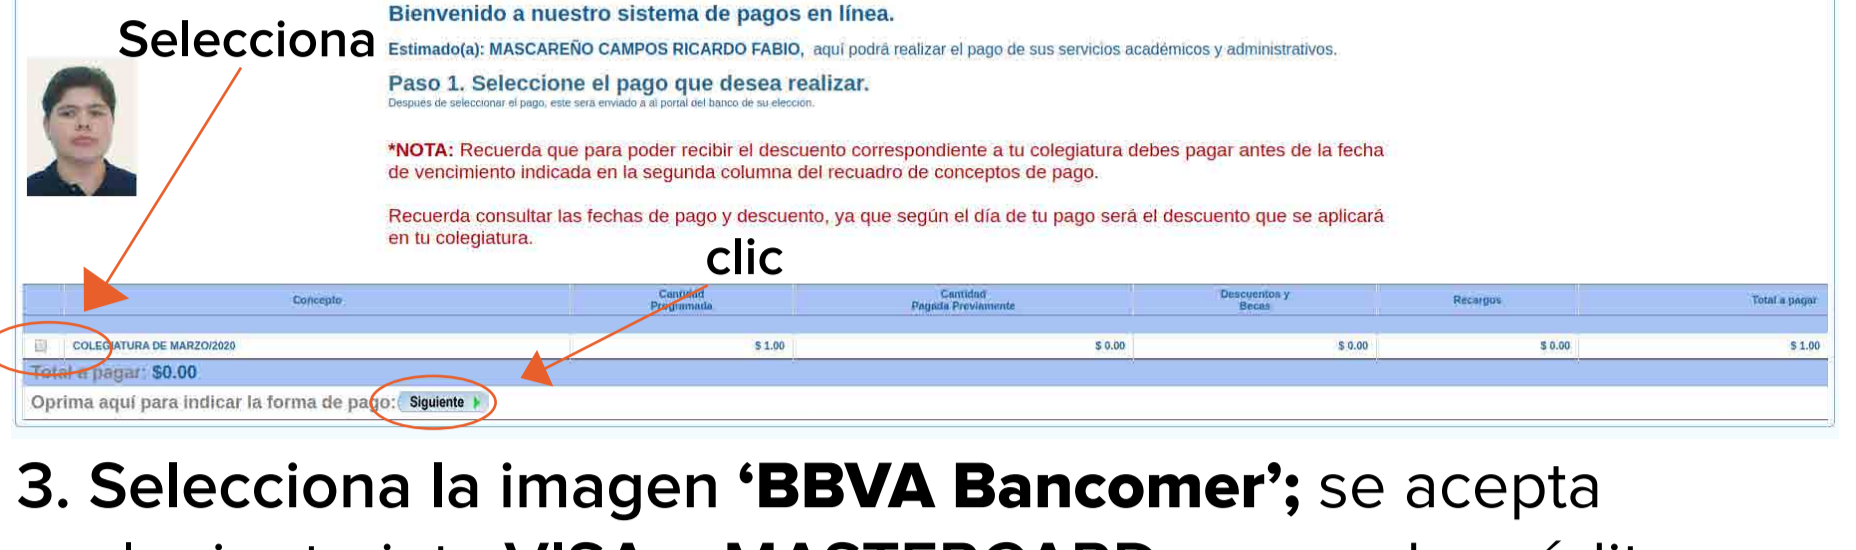 Bienvenido a nuestro sistema de pagos en línea.
Selecciona
Estimado(a): MASCAREÑO CAMPOS RICARDO FABIO, aquí podrá realizar el pago de sus servicios académicos y administrativos.
Paso 1. Seleccione el pago que desea realizar.
Despues de seleccionar el pago, este será enviado a al portal del banco de su elección.
*NOTA: Recuerda que para poder recibir el descuento correspondiente a tu colegiatura debes pagar antes de la fecha
de vencimiento indicada en la segunda columna del recuadro de conceptos de pago.
Recuerda consultar las fechas de pago y descuento, ya que según el día de tu pago será el descuento que se aplicará
en tu colegiatura.
clic
Concepto Cantidad Programada Cantidad Pagada Previamente Descuentos y Becas Recargos Total a pagar
COLEGIATURA DE MARZO/2020 $ 1.00 $ 0.00 $ 0.00 $ 0.00 $ 1.00
Total a pagar: $0.00
Oprima aquí para indicar la forma de pago: Siguiente
3. Selecciona la imagen ‘BBVA Bancomer’; se acepta
VISA MASTERCARD